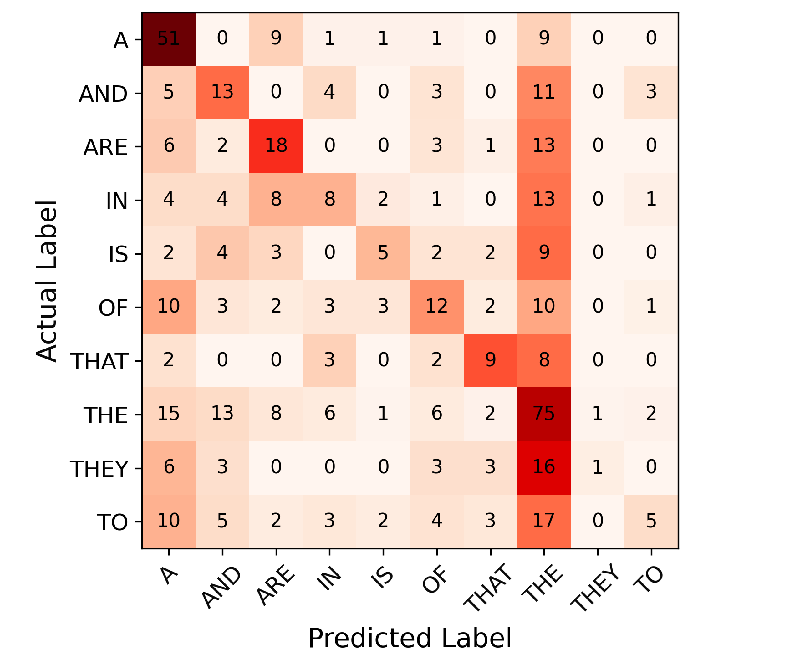 A 51 0 9 1 1 1 0 9 0 0
AND 5 13 0 4 0 3 0 11 0 3
ARE 6 2 18 0 0 3 1 13 0 0
IN 4 4 8 8 2 1 0 13 0 1
IS 2 4 3 0 5 2 2 9 0 0
OF 10 3 2 3 3 12 2 10 0 1
THAT 2 0 0 3 0 2 9 8 0 0
THE 15 13 8 6 1 6 2 75 1 2
THEY 6 3 0 0 0 3 3 16 1 0
TO 10 5 2 3 2 4 3 17 0 5
A AND ARE IN IS OF THAT THE THEY TO
Predicted Label
Actual Label